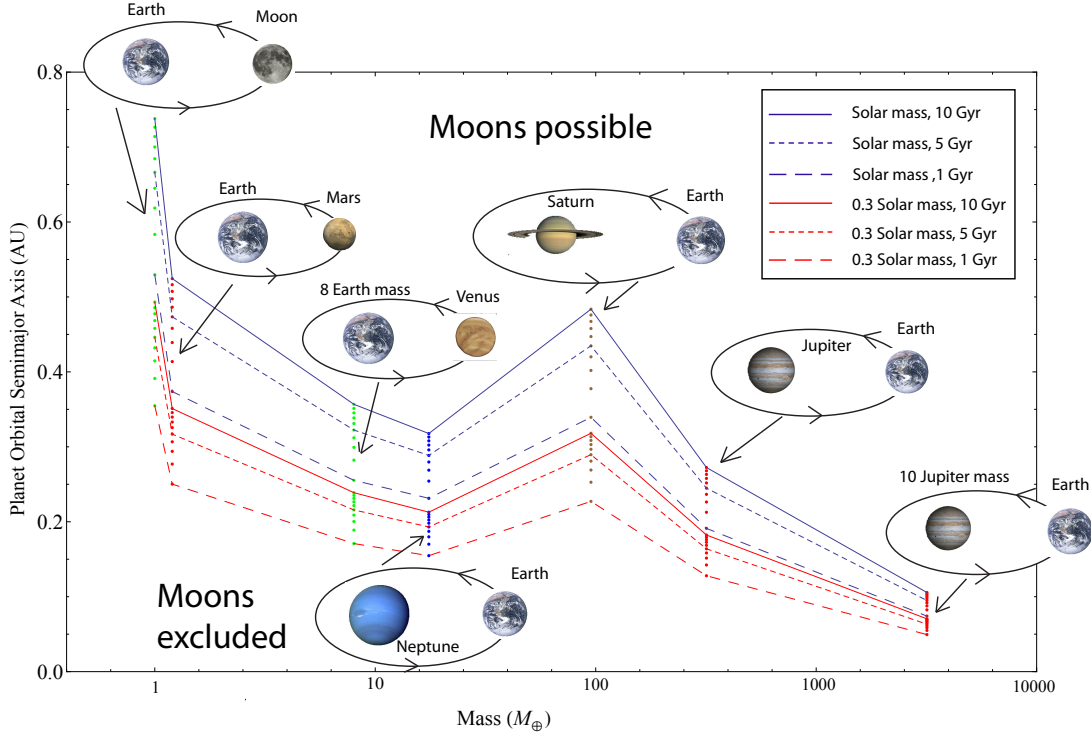 Earth
Moon
0.8
Moons possible
Solar mass, 10 Gyr
Solar mass, 5 Gyr
Solar mass ,1 Gyr
0.3 Solar mass, 10 Gyr
0.3 Solar mass, 5 Gyr
0.3 Solar mass, 1 Gyr
Earth
Mars
Saturn
Earth
0.6
8 Earth mass
Venus
Jupiter
Earth
0.4
10 Jupiter mass
Earth
0.2
Moons
excluded
Earth
Neptune
0.0
Planet Orbital Semimajor Axis (AU)
1
10
100
1000
10000
Mass (M⊕)